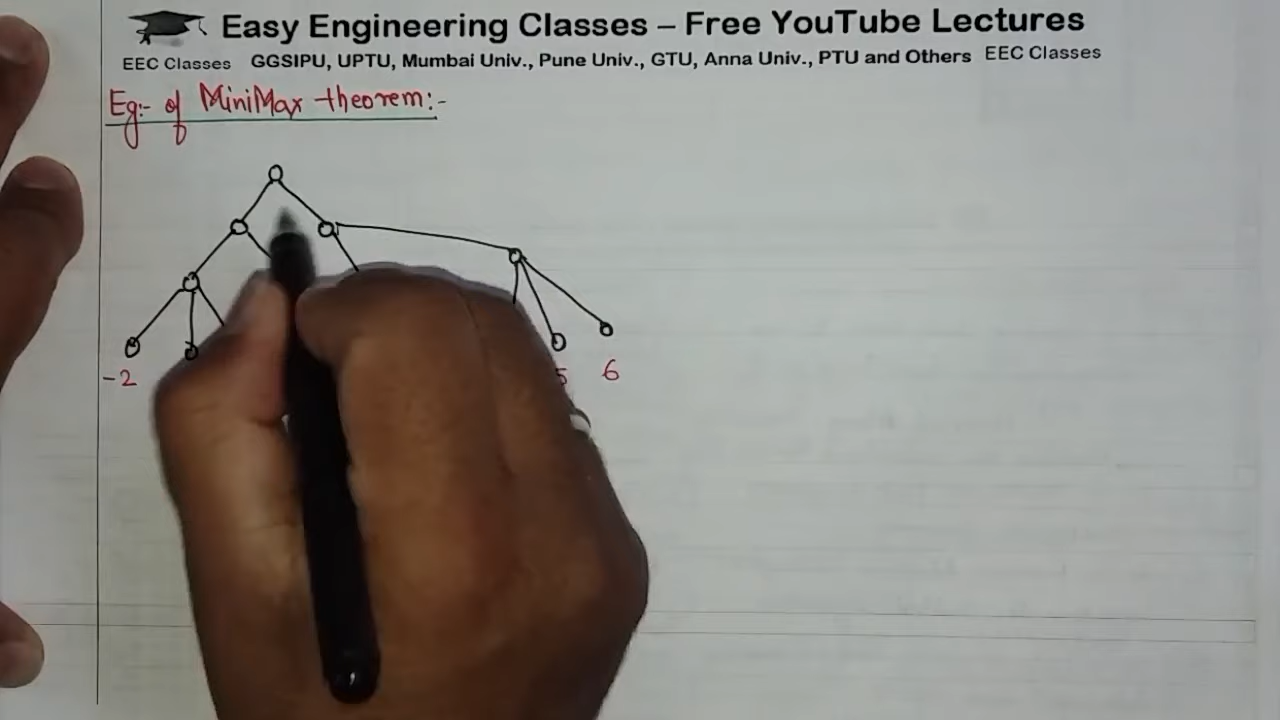 Easy Engineering Classes – Free YouTube Lectures
EEC Classes GGSIPU, UPTU, Mumbai Univ., Pune Univ., GTU, Anna Univ., PTU and Others EEC Classes
Eg:- of MiniMax theorem:-
-2 5 6